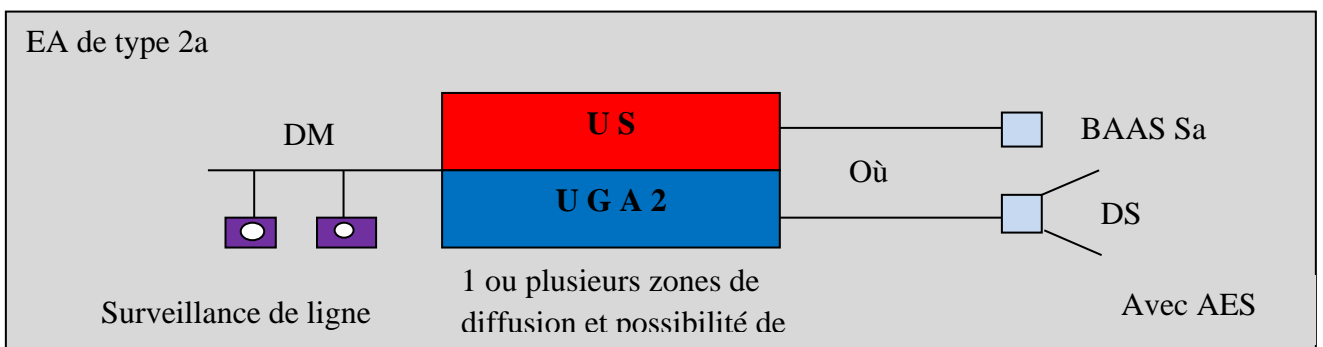 EA de type 2a
DM
U S
U G A 2
Où
BAAS Sa
DS
Surveillance de ligne
1 ou plusieurs zones de
diffusion et possibilité de
Avec AES